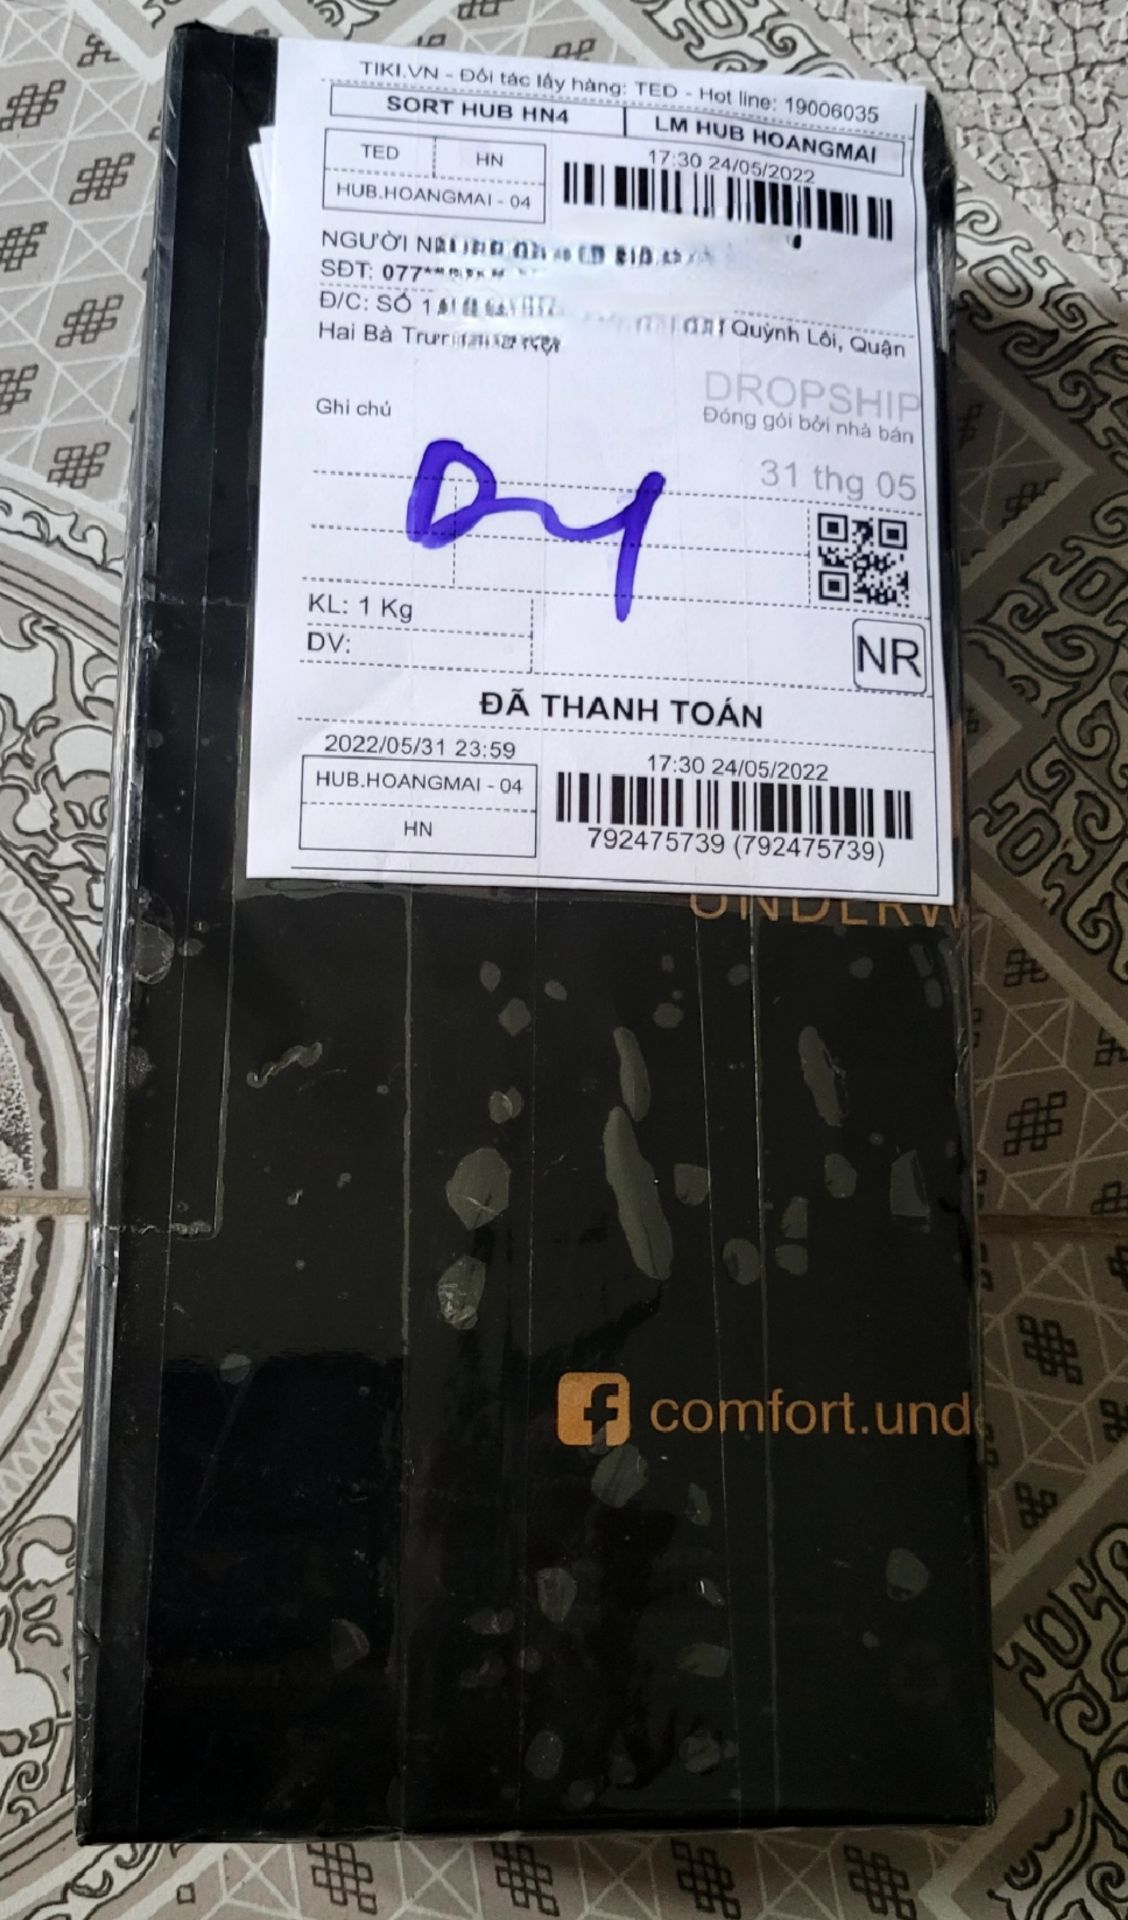 TIKI.VN - Đối tác lấy hàng: TED - Hot line: 19006035
SORT HUB HN4
LM HUB HOANGMAI
TED
HN
HUB.HOANGMAI - 04
17:30 24/05/2022
NGƯỜI
SĐT: 077**
Đ/C: SỐ 1 Quỳnh Lôi, Quận
Hai Bà
DROPSHIP
Đóng gói bởi nhà bán
Ghi chú
31 thg 05
KL: 1 Kg
DV:
NR
ĐÃ THANH TOÁN
2022/05/31 23:59
HUB.HOANGMAI - 04
HN
17:30 24/05/2022
792475739 (792475739)
UNDERW
comfort.und